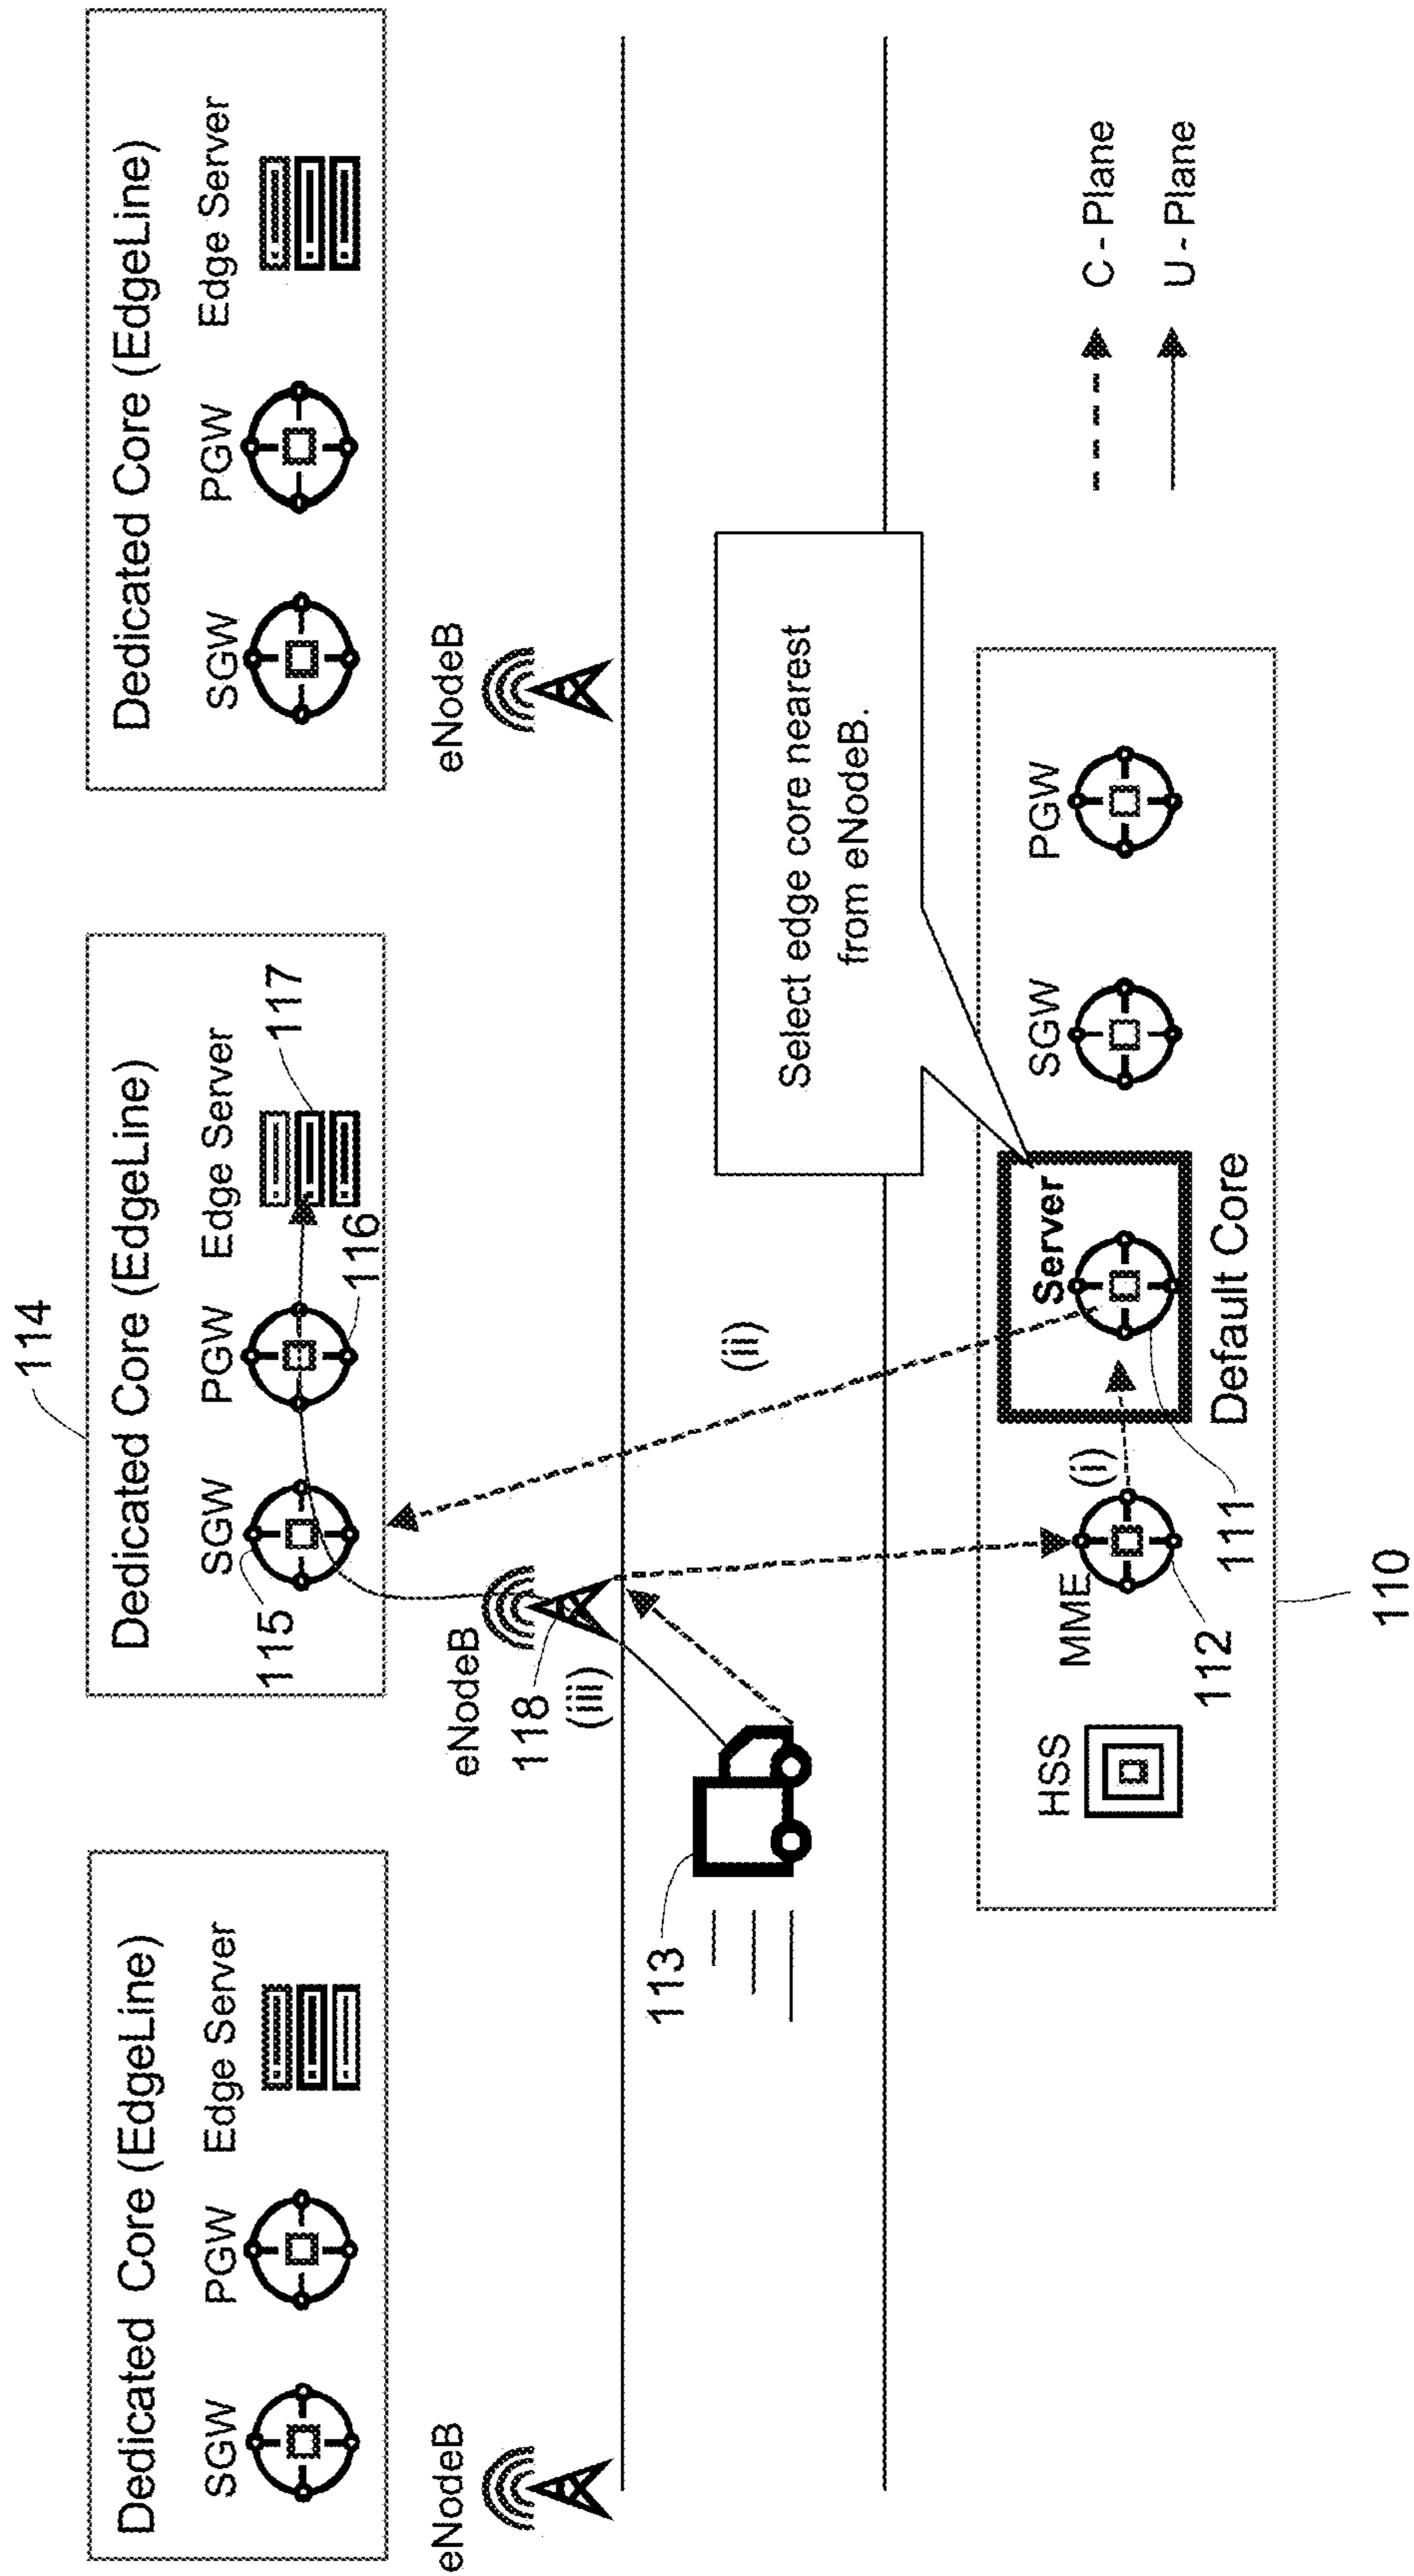 Dedicated Core (EdgeLine)
SGW
PGW
Edge Server
114
Dedicated Core (EdgeLine)
SGW
PGW
Edge Server
115
116
117
Dedicated Core (EdgeLine)
SGW
PGW
Edge Server
eNodeB
eNodeB
118
(iii)
eNodeB
113
(ii)
Select edge core nearest
from eNodeB.
HSS
MME
(i)
Server
SGW
PGW
112
111
Default Core
110
C - Plane
U - Plane